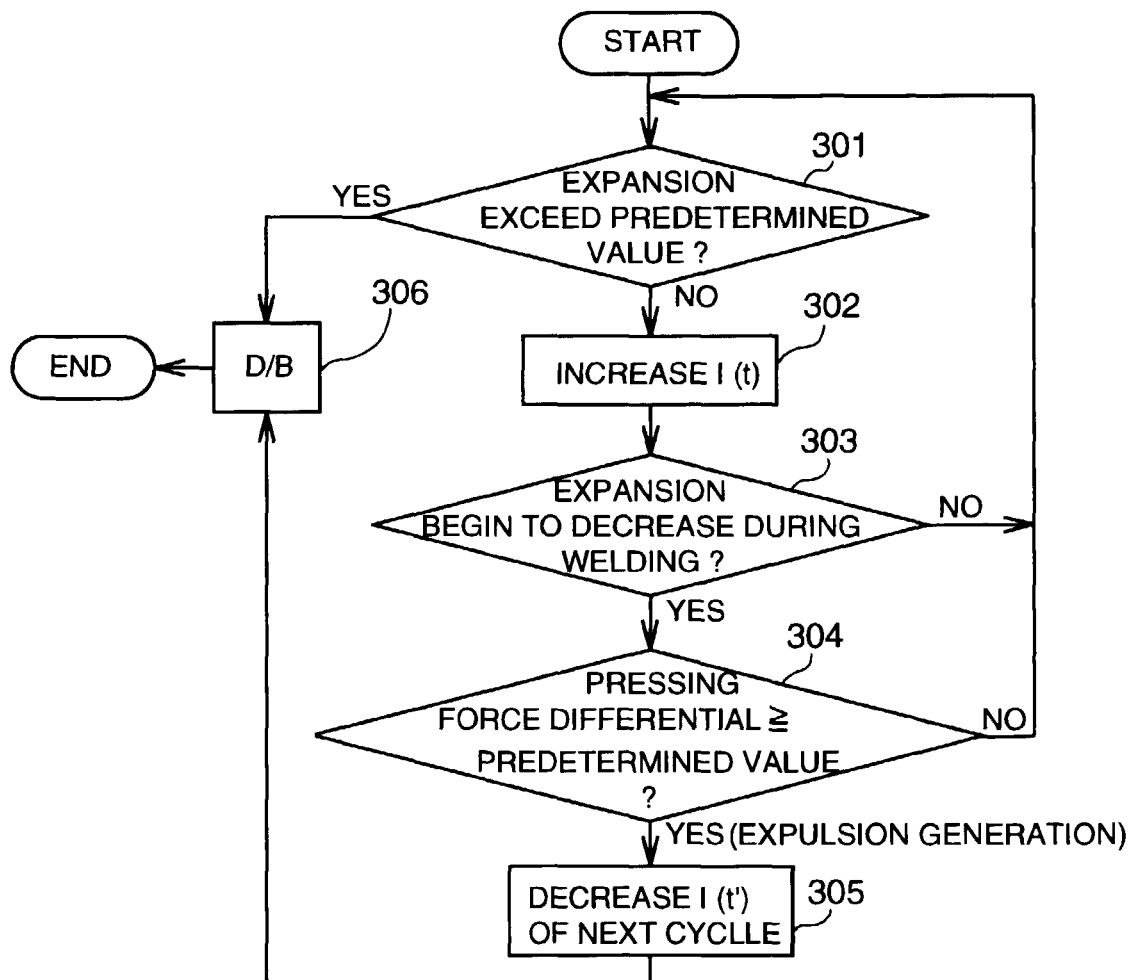 START
301
YES
EXPANSION
EXCEED PREDETERMINED
VALUE ?
NO
306
302
END
D/B
INCREASE I (t)
303
EXPANSION
BEGIN TO DECREASE DURING
WELDING ?
NO
YES
304
PRESSING
FORCE DIFFERENTIAL ≧
PREDETERMINED VALUE
?
NO
YES (EXPULSION GENERATION)
305
DECREASE I (t')
OF NEXT CYCLLE